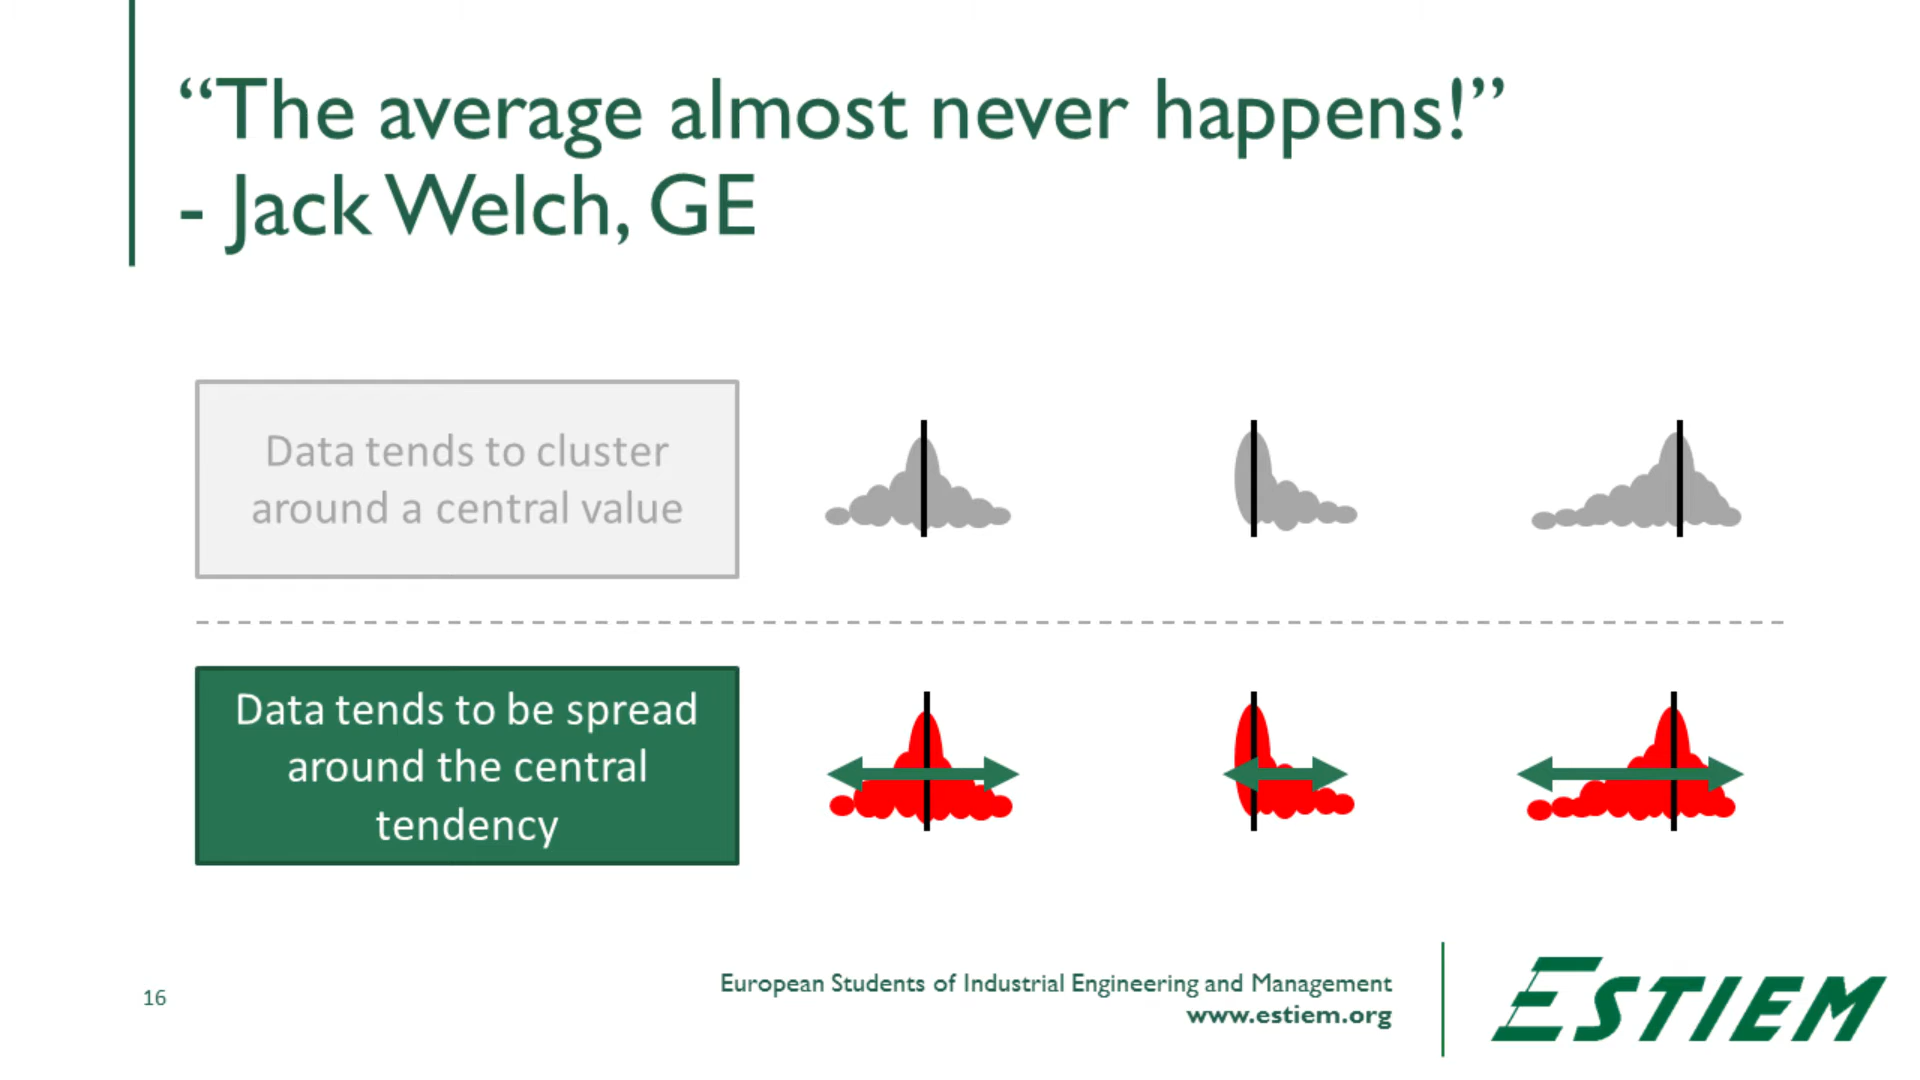 “The average almost never happens!”
- Jack Welch, GE
Data tends to cluster
around a central value
Data tends to be spread
around the central
tendency
16
European Students of Industrial Engineering and Management
www.estiem.org
ESTIEM